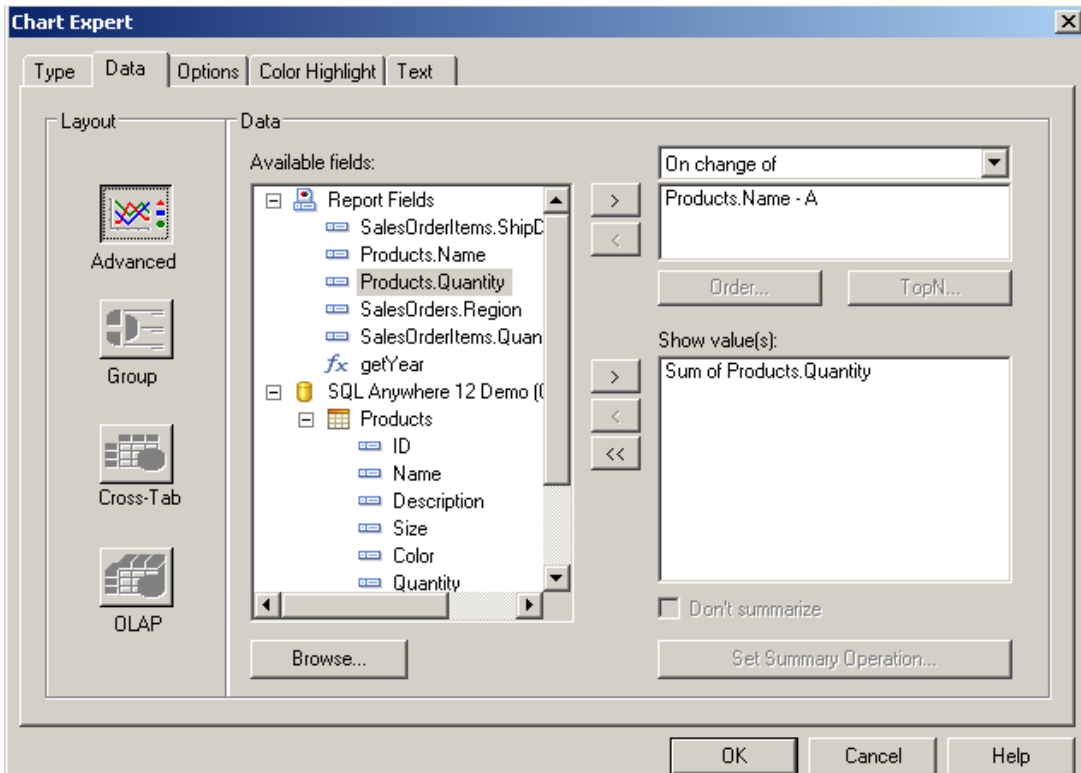 Chart Expert
Type
Data
Options
Color Highlight
Text
Layout
Advanced
Group
Cross-Tab
OLAP
Data
Available fields:
Report Fields
SalesOrderItems.ShipD
Products.Name
Products.Quantity
SalesOrders.Region
SalesOrderItems.Quan
fx getYear
SQL Anywhere 12 Demo (
Products
ID
Name
Description
Size
Color
Quantity
Browse...
On change of
>
<
Products.Name - A
Order...
TopN...
Show value(s):
>
<
<<
Sum of Products.Quantity
Don't summarize
Set Summary Operation...
OK
Cancel
Help